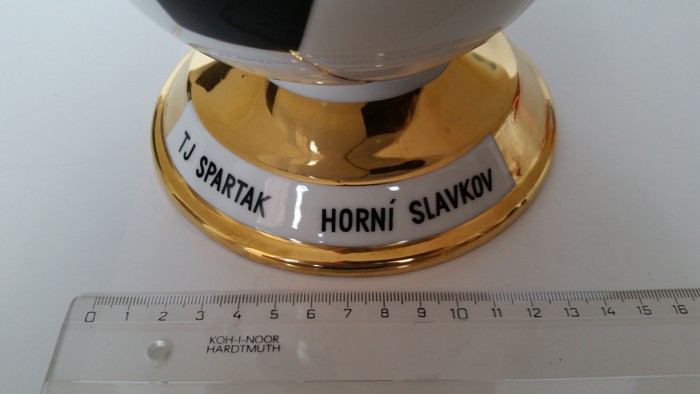 TJ SPARTAK HORNÍ SLAVKOV
0 1 2 3 4 5 6 7 8 9 10 11 12 13 14 15 16
KOH-I-NOOR
HARDTMUTH